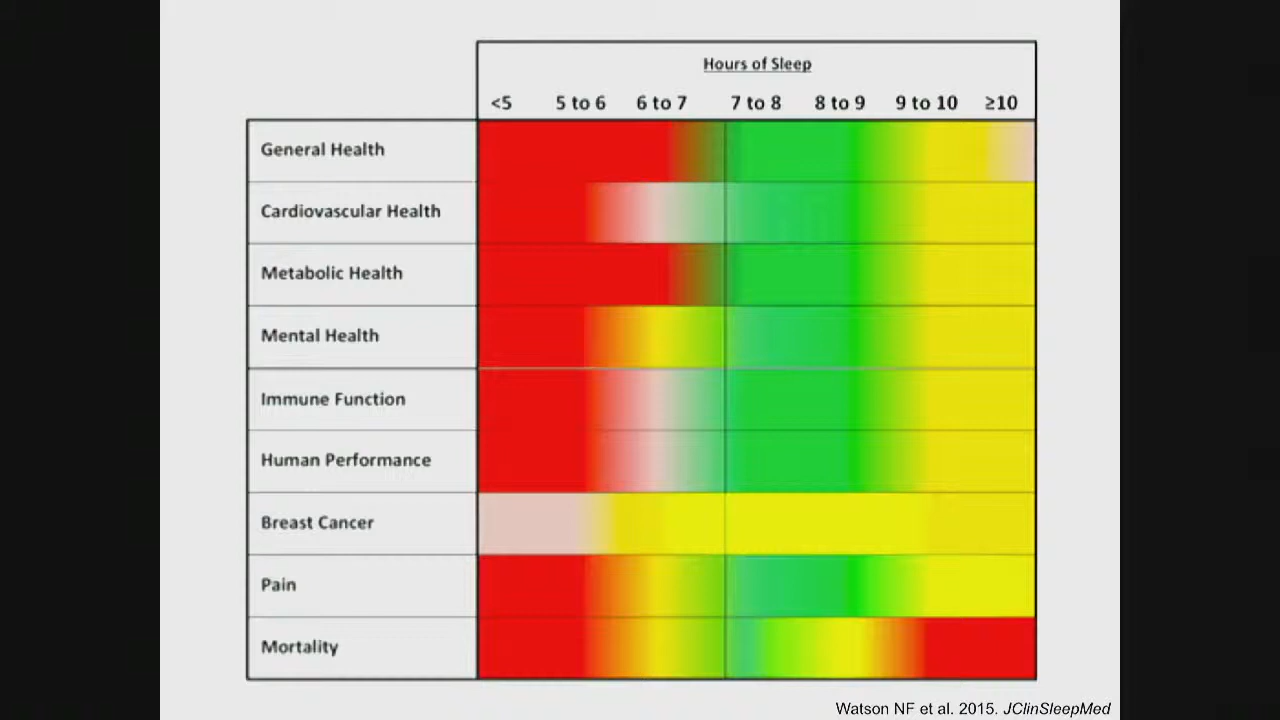 Hours of Sleep
<5 5 to 6 6 to 7 7 to 8 8 to 9 9 to 10 ≥10
General Health
Cardiovascular Health
Metabolic Health
Mental Health
Immune Function
Human Performance
Breast Cancer
Pain
Mortality
Watson NF et al. 2015. JClinSleepMed